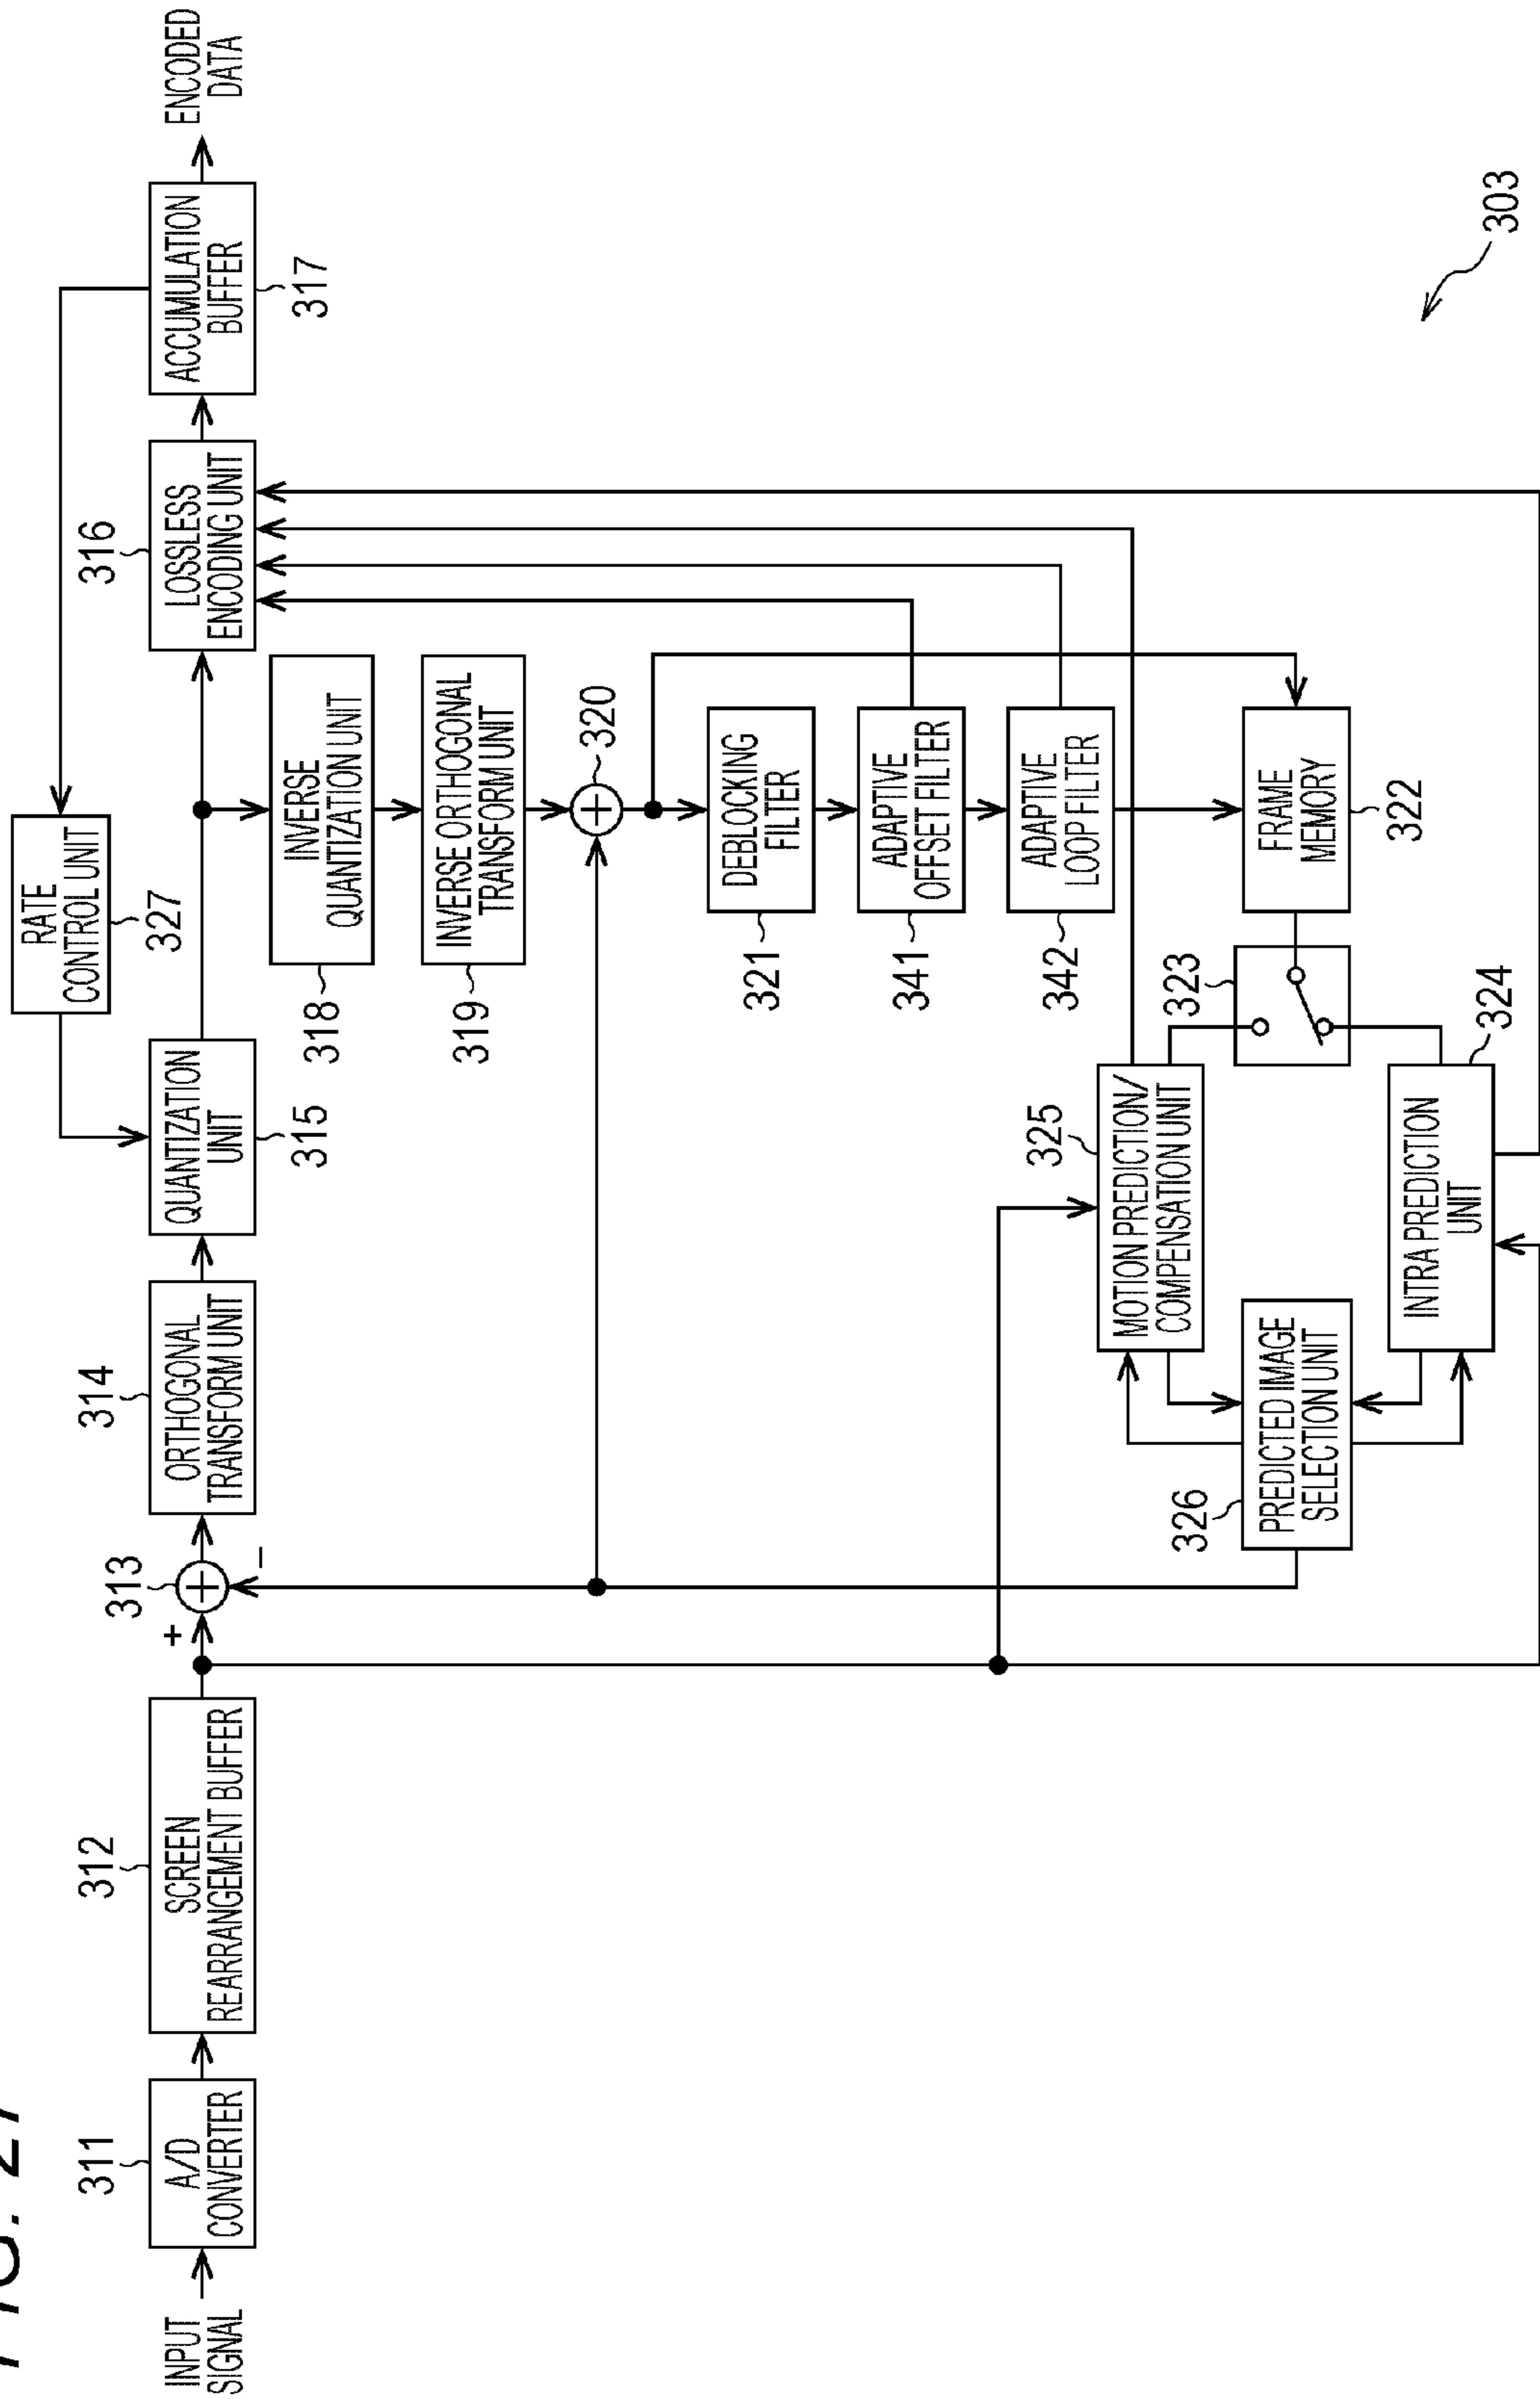 FIG. 27
303
RATE
CONTROL UNIT
327
INPUT
SIGNAL
311
A/D
CONVERTER
312
SCREEN
REARRANGEMENT BUFFER
313
+
−
314
ORTHOGONAL
TRANSFORM UNIT
QUANTIZATION
UNIT
315
316
LOSSLESS
ENCODING UNIT
ACCUMULATION
BUFFER
317
ENCODED
DATA
INVERSE
QUANTIZATION UNIT
318
INVERSE ORTHOGONAL
TRANSFORM UNIT
319
320
DEBLOCKING
FILTER
321
ADAPTIVE
OFFSET FILTER
341
ADAPTIVE
LOOP FILTER
342
FRAME
MEMORY
322
323
325
MOTION PREDICTION/
COMPENSATION UNIT
326
PREDICTED IMAGE
SELECTION UNIT
INTRA PREDICTION
UNIT
324